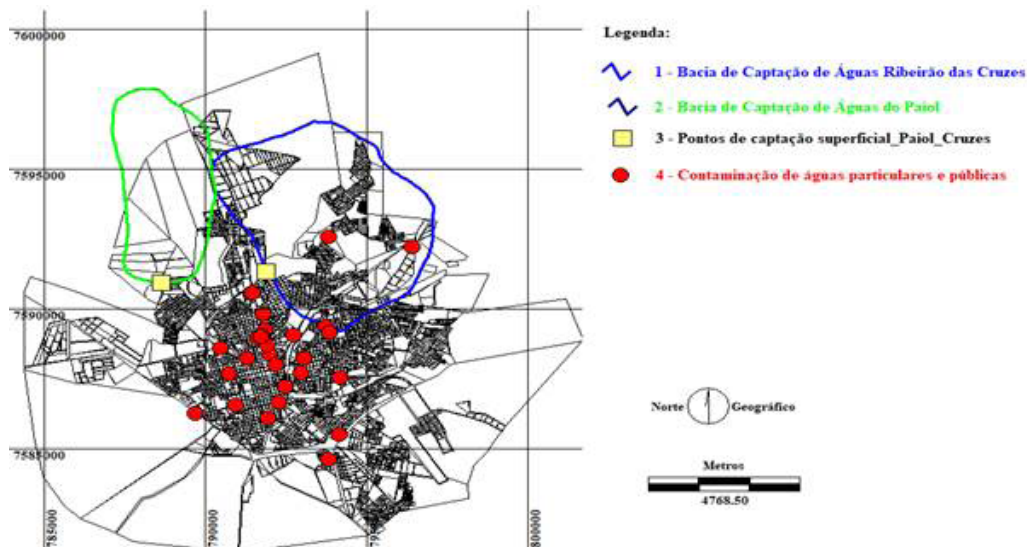 7600000
Legenda:
1 - Bacia de Captação de Águas Ribeirão das Cruzes
2 - Bacia de Captação de Águas do Paiol
3 - Pontos de captação superficial_Paiol_Cruzes
7595000
4 - Contaminação de águas particulares e públicas
7590000
Norte Geográfico
7585000
Metros
4768.50
785000
790000
795000
800000